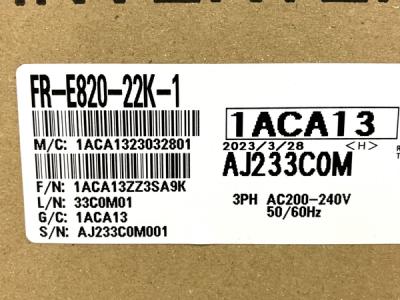 FR-E820-22K-1
M/C: 1ACA1323032801
F/N: 1ACA13ZZ3SA9K
L/N: 33C0M01
G/C: 1ACA13
S/N: AJ233C0M001
1ACA13
2023/3/28 <H>
AJ233C0M
3PH AC200-240V
50/60Hz